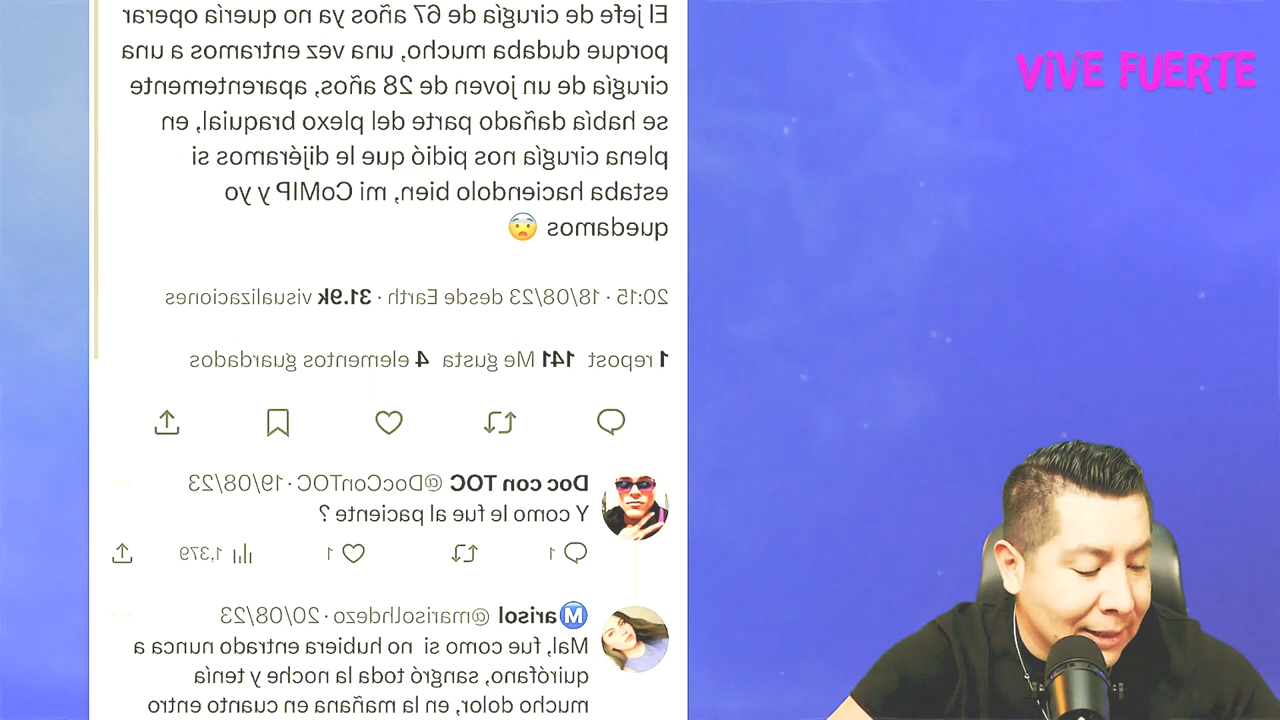 El jefe de cirugía de 67 años ya no quería operar
porque dudaba mucho, una vez entramos a una
cirugía de un joven de 28 años, aparentemente
se había dañado parte del plexo braquial, en
plena cirugía nos pidió que le dijéramos si
estaba haciendolo bien, mi CoMIP y yo
quedamos 😨
20:15 · 18/08/23 desde Earth · 31.9k visualizaciones
1 repost 141 Me gusta 4 elementos guardados
Doc con TOC @DocConTOC · 19/08/23
Y como le fue al paciente ?
1 1 1,379
Ⓜ️arisol @marisolhdezo · 20/08/23
Mal, fue como si no hubiera entrado nunca a
quirófano, sangró toda la noche y tenía
mucho dolor, en la mañana en cuanto entro
VIVE FUERTE